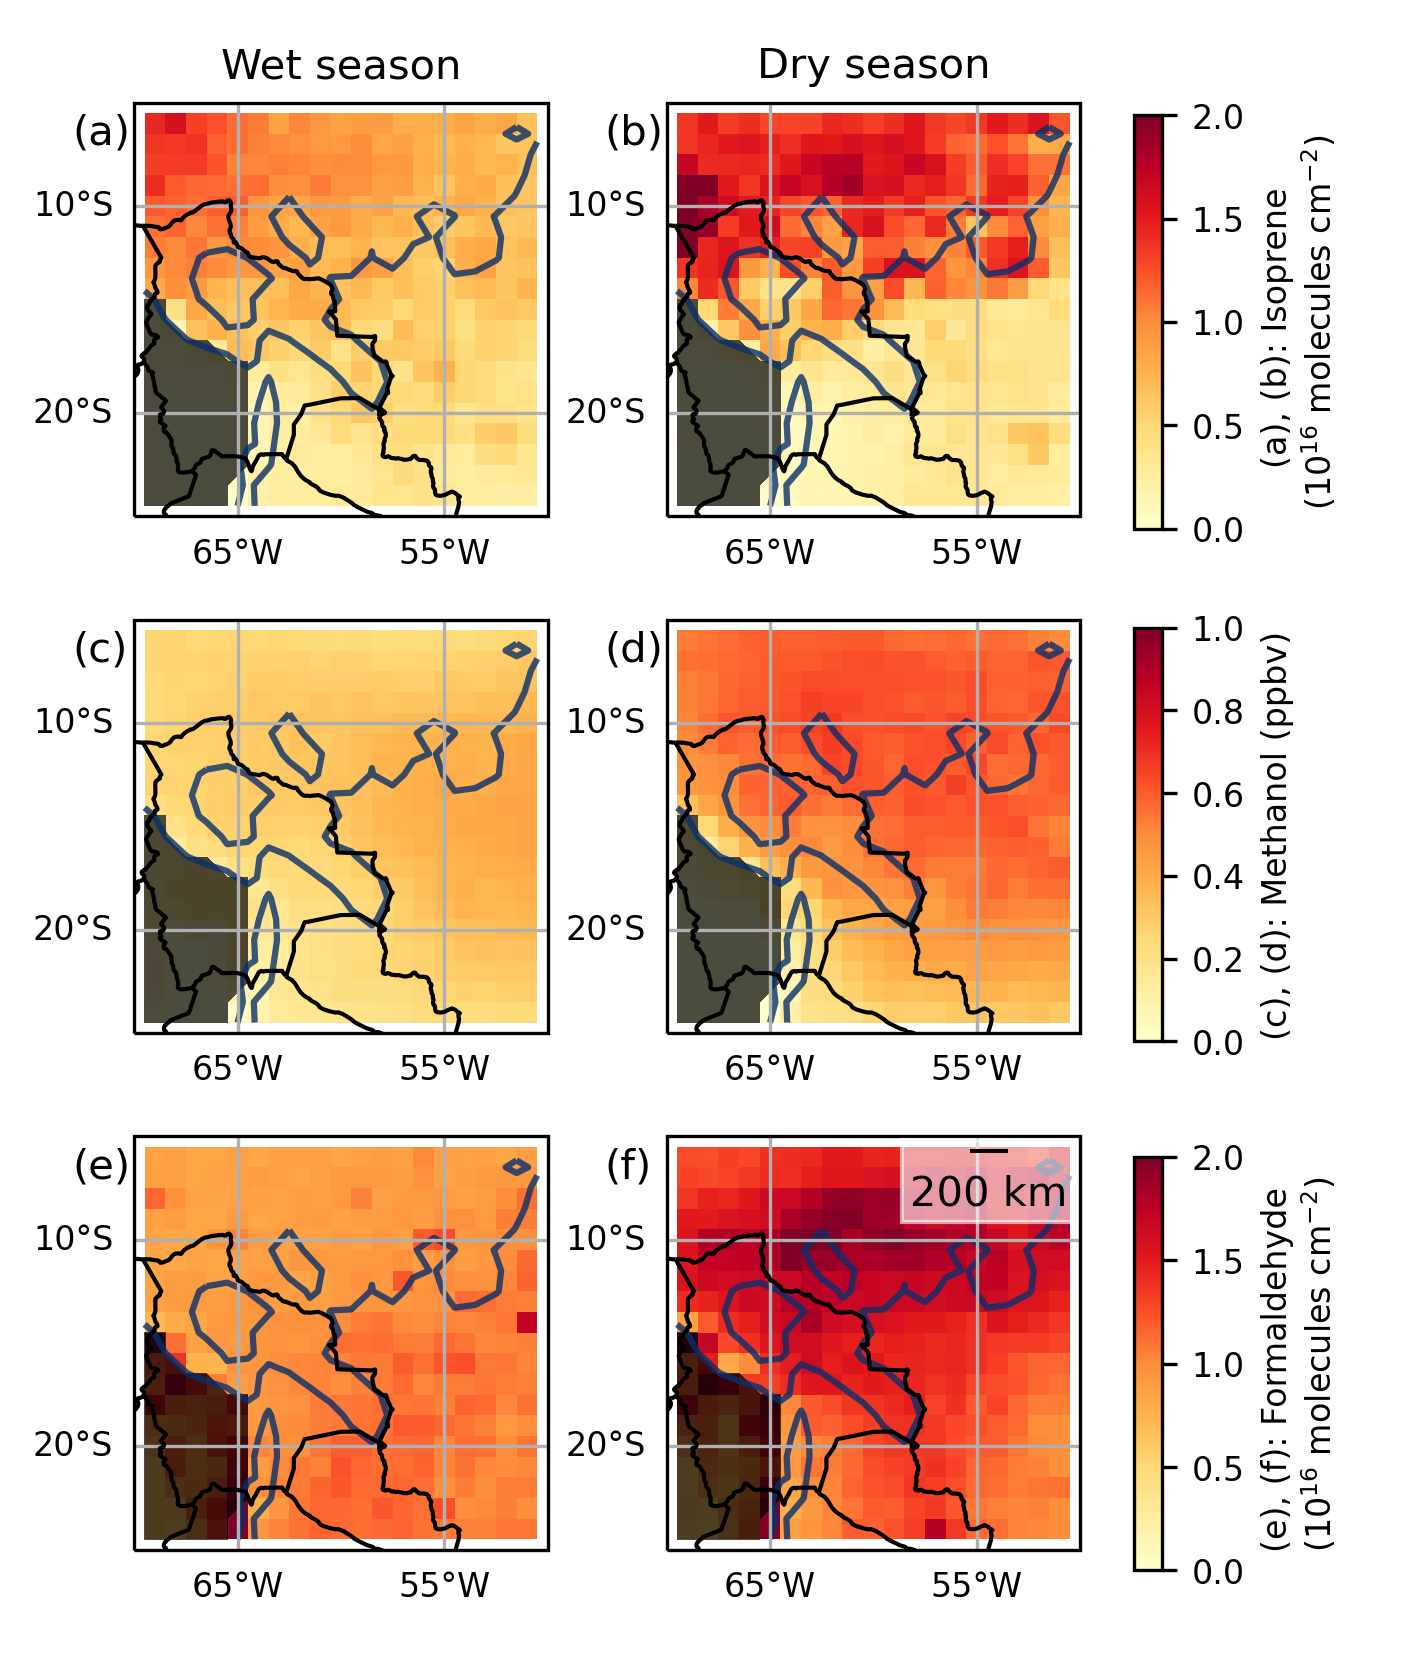 Wet season
Dry season
(a)
(b)
10°S
20°S
65°W
55°W
10°S
20°S
65°W
55°W
2.0
1.5
1.0
0.5
0.0
(a), (b): Isoprene
(10¹⁶ molecules cm⁻²)
(c)
(d)
10°S
20°S
65°W
55°W
10°S
20°S
65°W
55°W
1.0
0.8
0.6
0.4
0.2
0.0
(c), (d): Methanol (ppbv)
(e)
(f)
200 km
10°S
20°S
65°W
55°W
10°S
20°S
65°W
55°W
2.0
1.5
1.0
0.5
0.0
(e), (f): Formaldehyde
(10¹⁶ molecules cm⁻²)